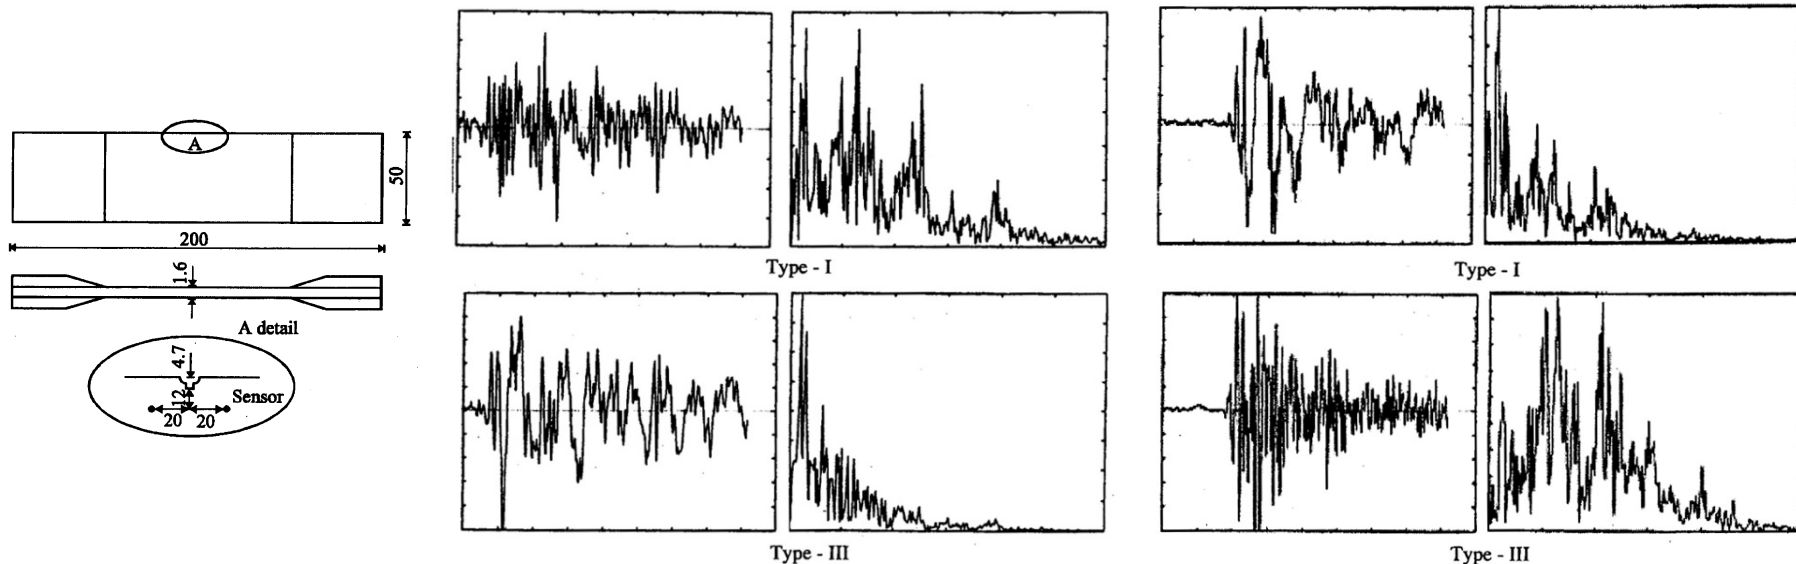 A
50
200
1.6
A detail
4.7
12
Sensor
20 20
Type - I
Type - III
Type - I
Type - III